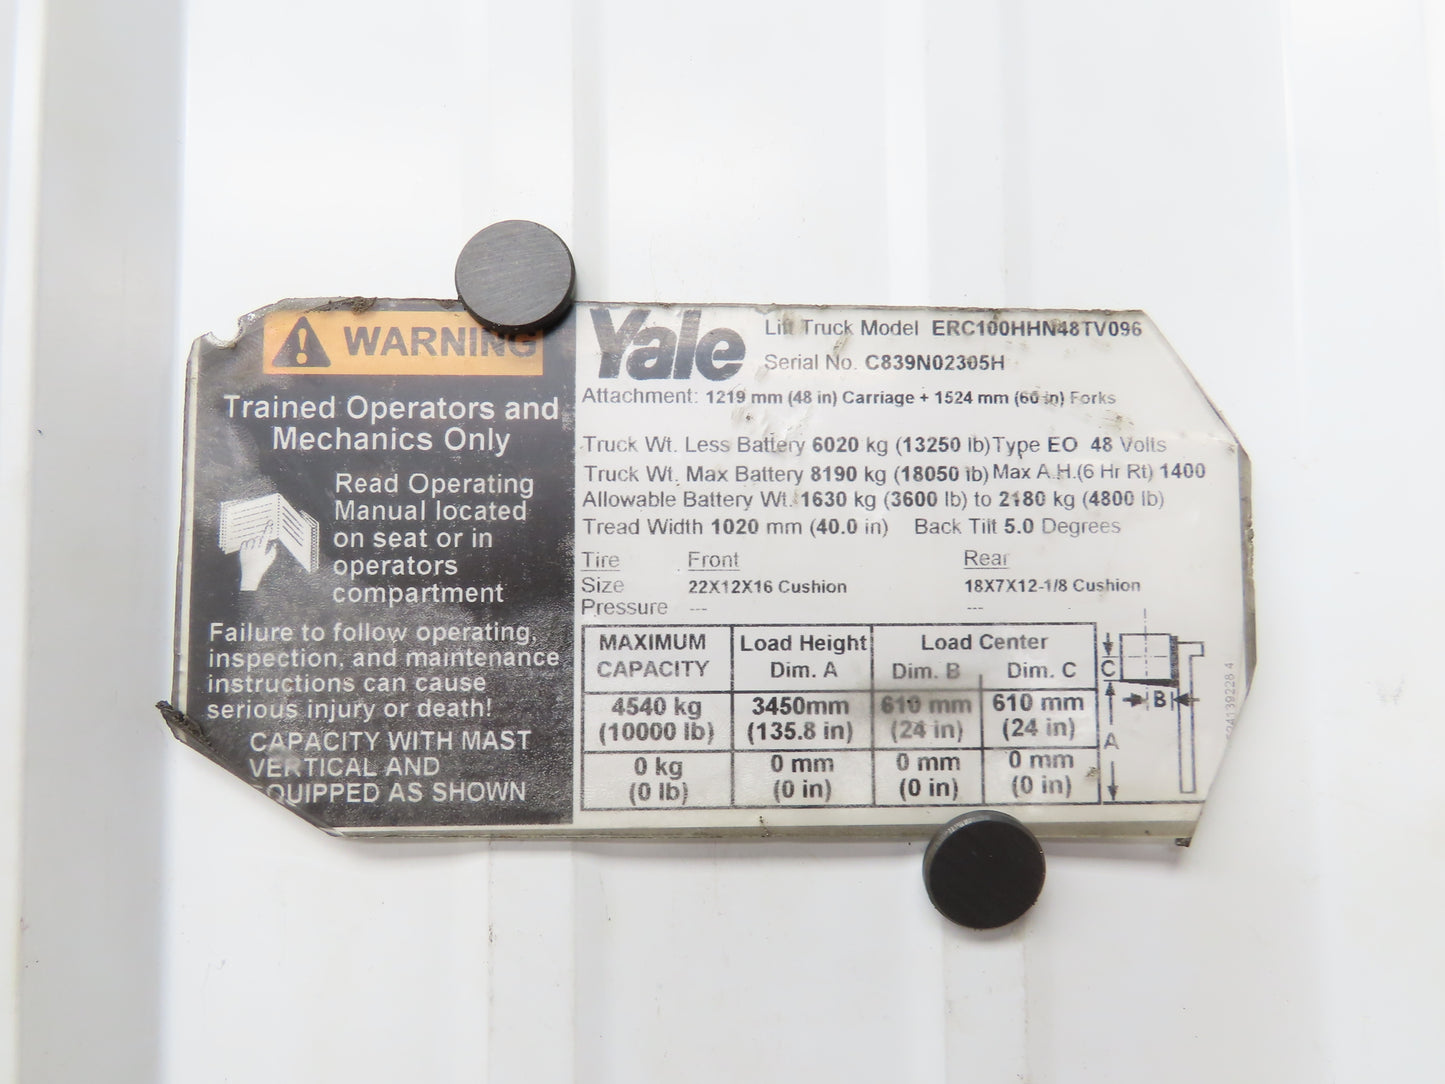 WARNING
Trained Operators and
Mechanics Only
Read Operating
Manual located
on seat or in
operators
compartment
Failure to follow operating,
inspection, and maintenance
instructions can cause
serious injury or death!
CAPACITY WITH MAST
VERTICAL AND
EQUIPPED AS SHOWN
Yale
Lift Truck Model ERC100HHN48TV096
Serial No. C839N02305H
Attachment: 1219 mm (48 in) Carriage + 1524 mm (60 in) Forks
Truck Wt. Less Battery 6020 kg (13250 lb) Type EO 48 Volts
Truck Wt. Max Battery 8190 kg (18050 lb) Max A.H.(6 Hr Rt) 1400
Allowable Battery Wt. 1630 kg (3600 lb) to 2180 kg (4800 lb)
Tread Width 1020 mm (40.0 in) Back Tilt 5.0 Degrees
Tire Front Rear
Size 22X12X16 Cushion 18X7X12-1/8 Cushion
Pressure --- ---
MAXIMUM CAPACITY Load Height Dim. A Load Center Dim. B Dim. C
4540 kg (10000 lb) 3450mm (135.8 in) 610 mm (24 in) 610 mm (24 in)
0 kg (0 lb) 0 mm (0 in) 0 mm (0 in) 0 mm (0 in)
C
B
A